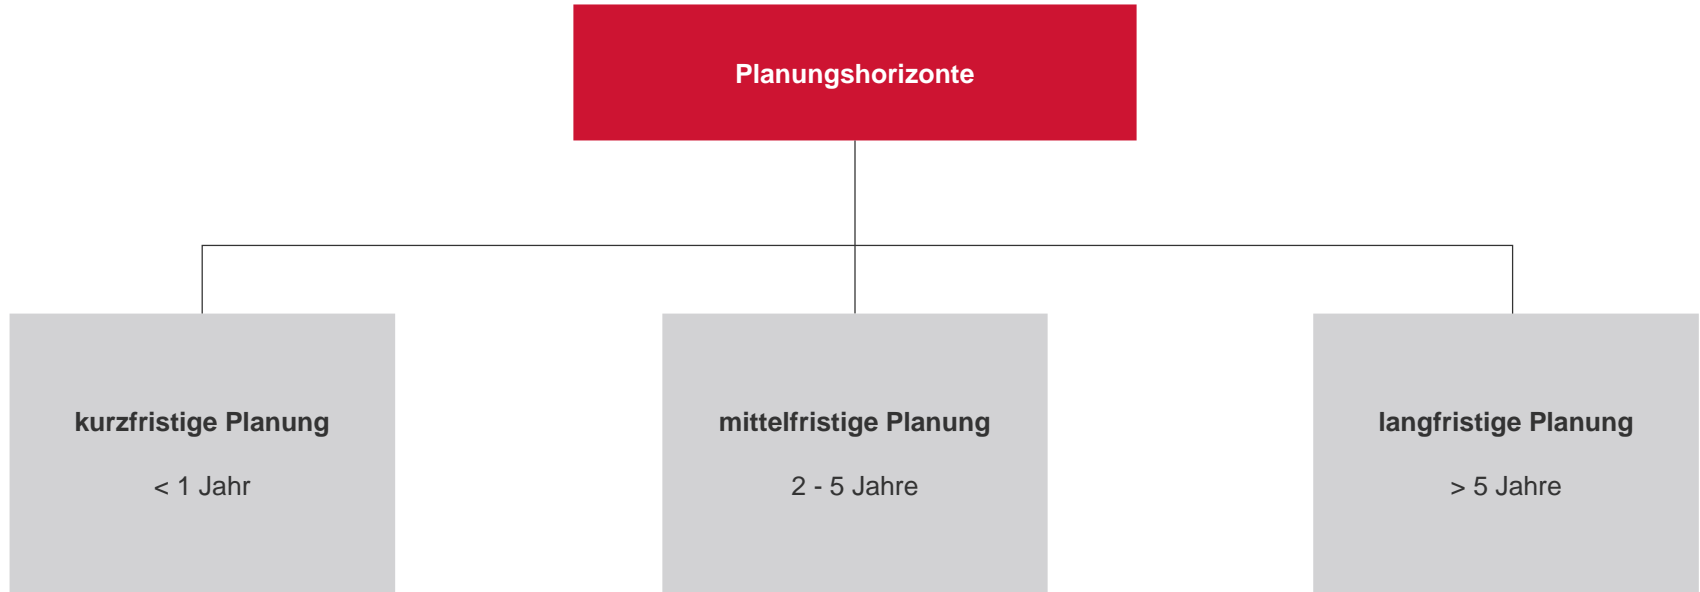 Planungshorizonte
kurzfristige Planung
< 1 Jahr
mittelfristige Planung
2 - 5 Jahre
langfristige Planung
> 5 Jahre